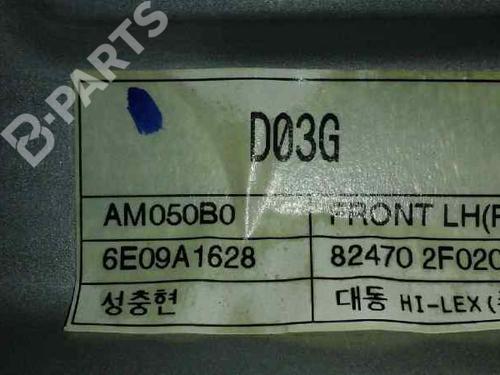 B-PARTS
D03G
AM050B0 FRONT LH(
6E09A1628 82470 2F020
성충현 대동 HI-LEX (